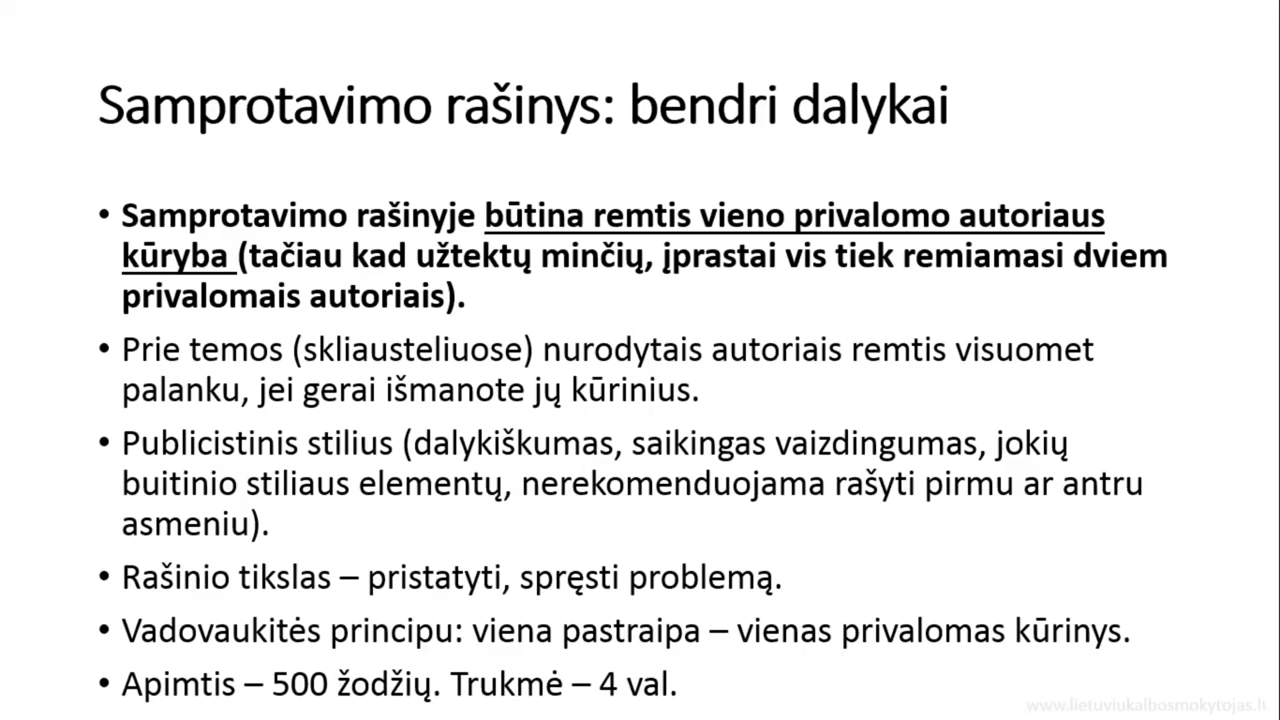 Samprotavimo rašinys: bendri dalykai
• Samprotavimo rašinyje būtina remtis vieno privalomo autoriaus
kūryba (tačiau kad užtektų minčių, įprastai vis tiek remiamasi dviem
privalomais autoriais).
• Prie temos (skliausteliuose) nurodytais autoriais remtis visuomet
palanku, jei gerai išmanote jų kūrinius.
• Publicistinis stilius (dalykiškumas, saikingas vaizdingumas, jokių
buitinio stiliaus elementų, nerekomenduojama rašyti pirmu ar antru
asmeniu).
• Rašinio tikslas – pristatyti, spręsti problemą.
• Vadovaukitės principu: viena pastraipa – vienas privalomas kūrinys.
• Apimtis – 500 žodžių. Trukmė – 4 val.
www.lietuviukalbosmokytojas.lt